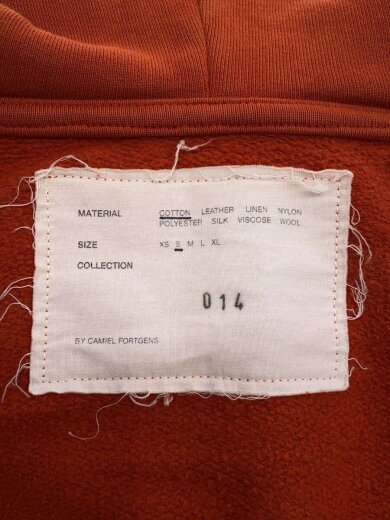 MATERIAL COTTON LEATHER LINEN NYLON
POLYESTER SILK VISCOSE WOOL
SIZE XS S M L XL
COLLECTION
014
BY CAMIEL FORTGENS